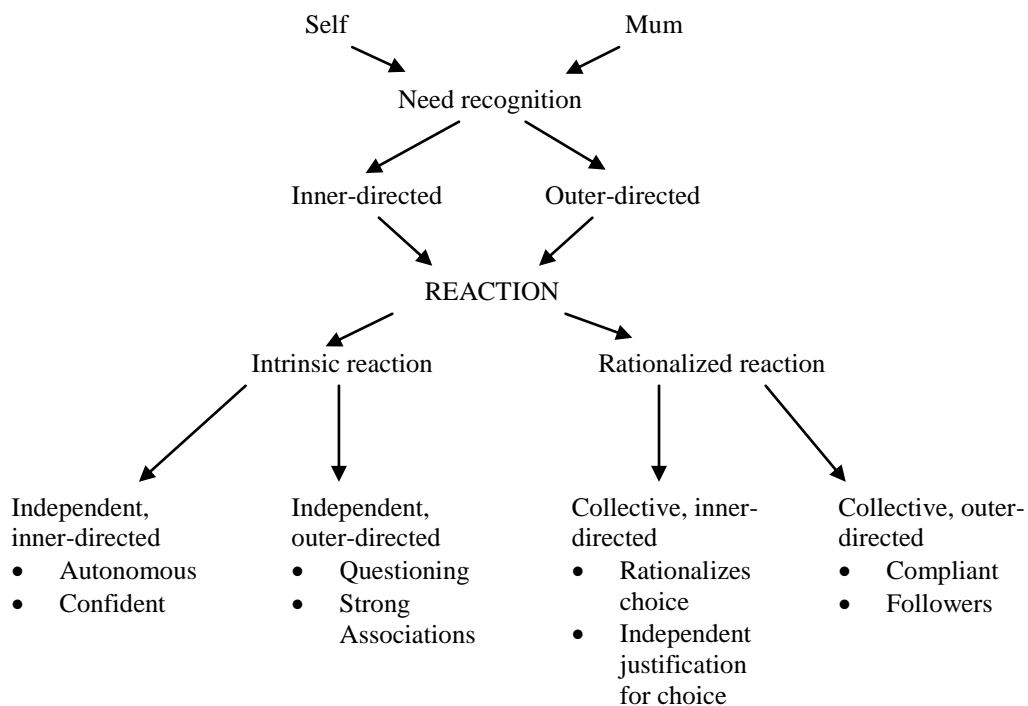 Self Mum
Need recognition
Inner-directed Outer-directed
REACTION
Intrinsic reaction Rationalized reaction
Independent,
inner-directed
• Autonomous
• Confident
Independent,
outer-directed
• Questioning
• Strong
Associations
Collective, inner-
directed
• Rationalizes
choice
• Independent
justification
for choice
Collective, outer-
directed
• Compliant
• Followers